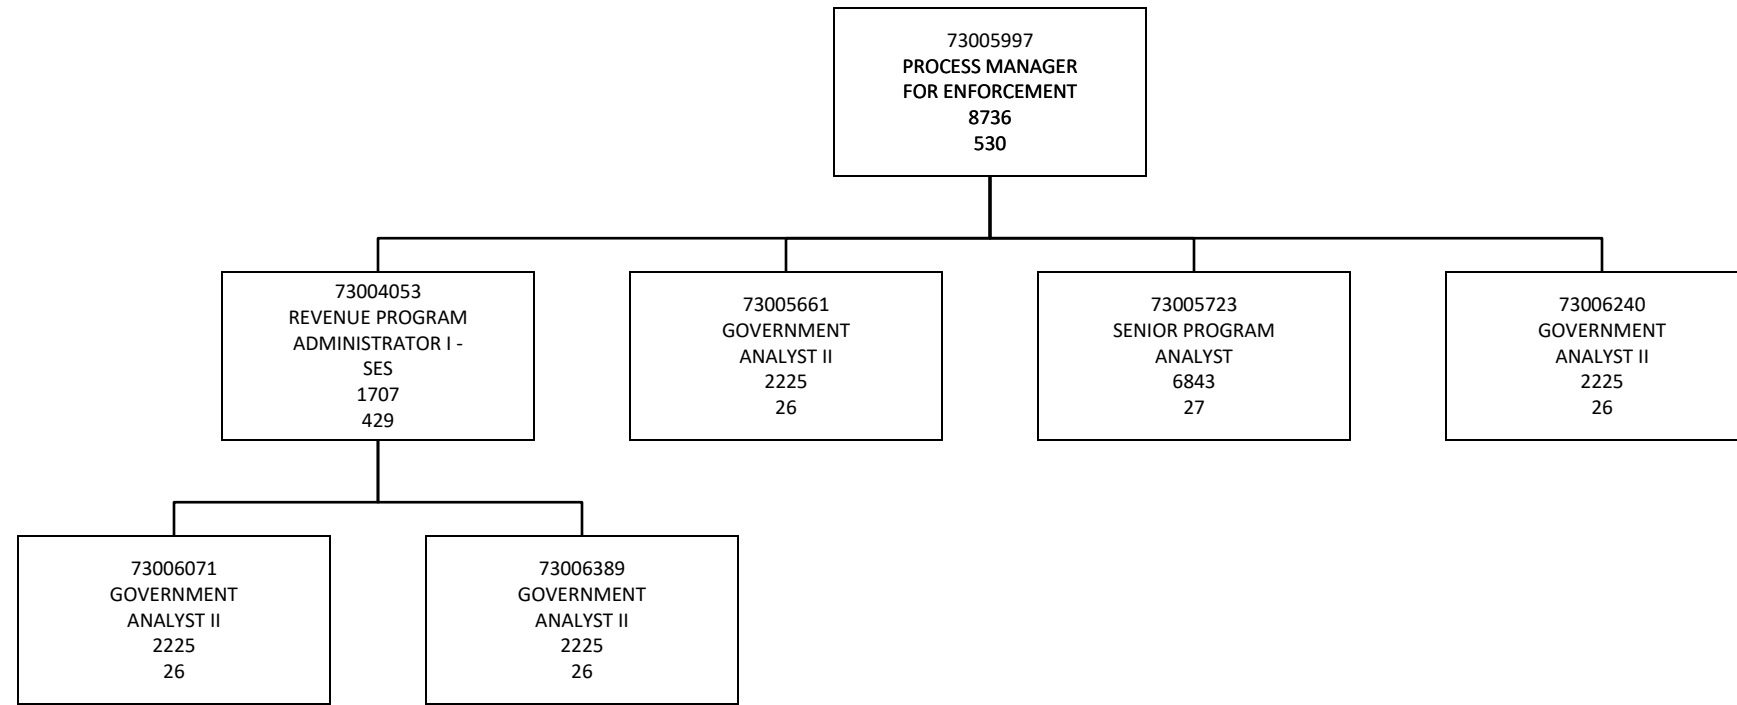 73005997
PROCESS MANAGER
FOR ENFORCEMENT
8736
530
73004053
REVENUE PROGRAM
ADMINISTRATOR I -
SES
1707
429
73005661
GOVERNMENT
ANALYST II
2225
26
73005723
SENIOR PROGRAM
ANALYST
6843
27
73006240
GOVERNMENT
ANALYST II
2225
26
73006071
GOVERNMENT
ANALYST II
2225
26
73006389
GOVERNMENT
ANALYST II
2225
26